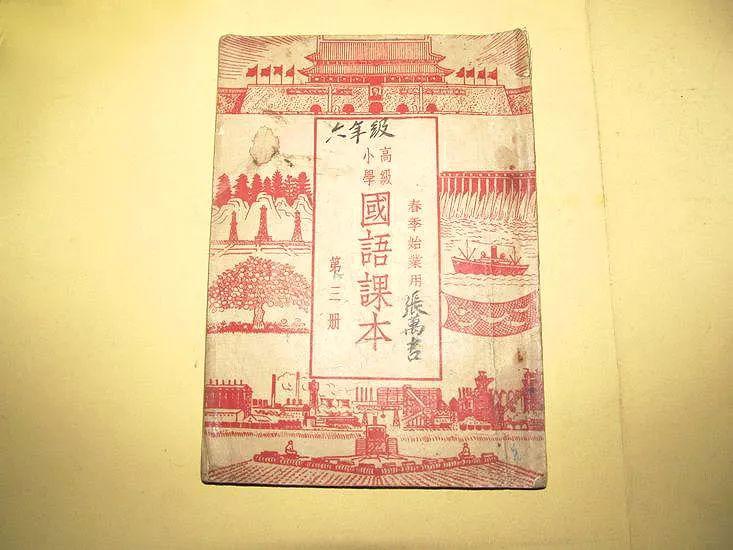 六年級
高級
小學
國語課本
第三册
春季始業用
張萬書